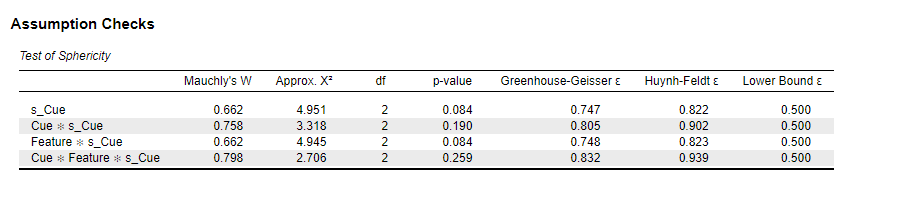 Assumption Checks
Test of Sphericity
Mauchly's W Approx. X² df p-value Greenhouse-Geisser ε Huynh-Feldt ε Lower Bound ε
s_Cue 0.662 4.951 2 0.084 0.747 0.822 0.500
Cue ✻ s_Cue 0.758 3.318 2 0.190 0.805 0.902 0.500
Feature ✻ s_Cue 0.662 4.945 2 0.084 0.748 0.823 0.500
Cue ✻ Feature ✻ s_Cue 0.798 2.706 2 0.259 0.832 0.939 0.500